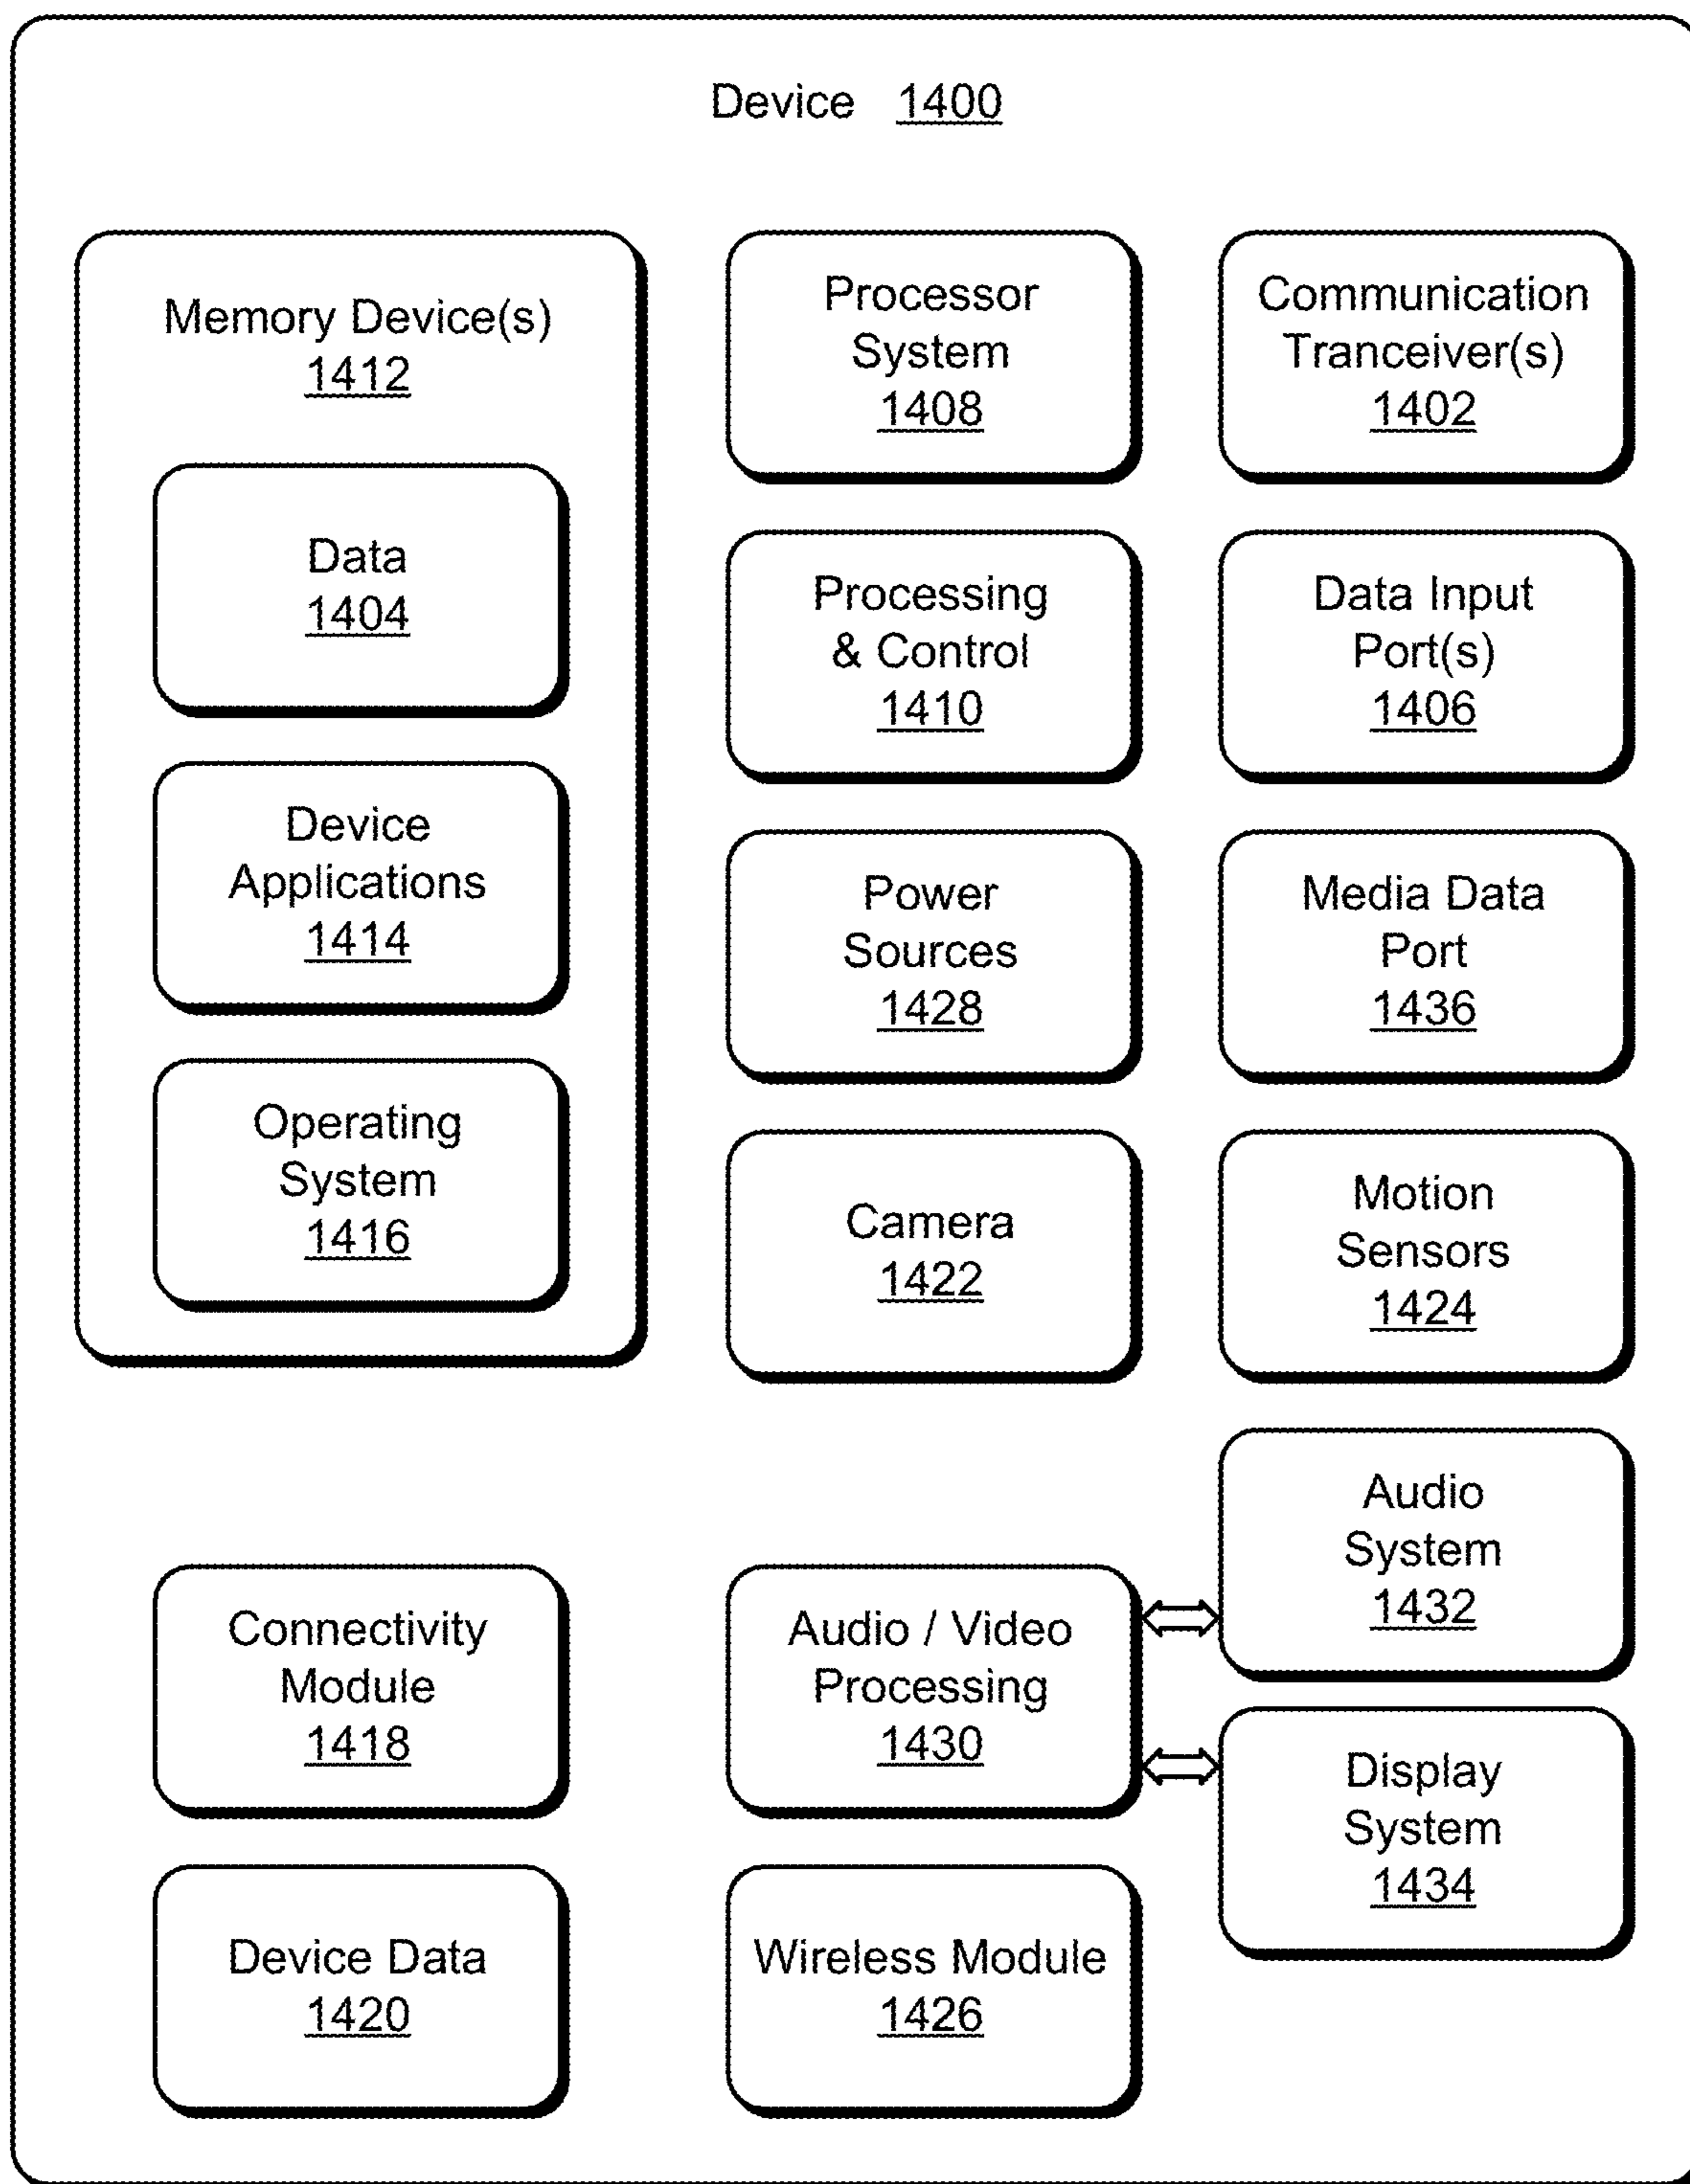 Device 1400
Memory Device(s)
1412
Data
1404
Device
Applications
1414
Operating
System
1416
Processor
System
1408
Communication
Tranceiver(s)
1402
Processing
& Control
1410
Data Input
Port(s)
1406
Power
Sources
1428
Media Data
Port
1436
Camera
1422
Motion
Sensors
1424
Connectivity
Module
1418
Audio / Video
Processing
1430
Audio
System
1432
Display
System
1434
Device Data
1420
Wireless Module
1426